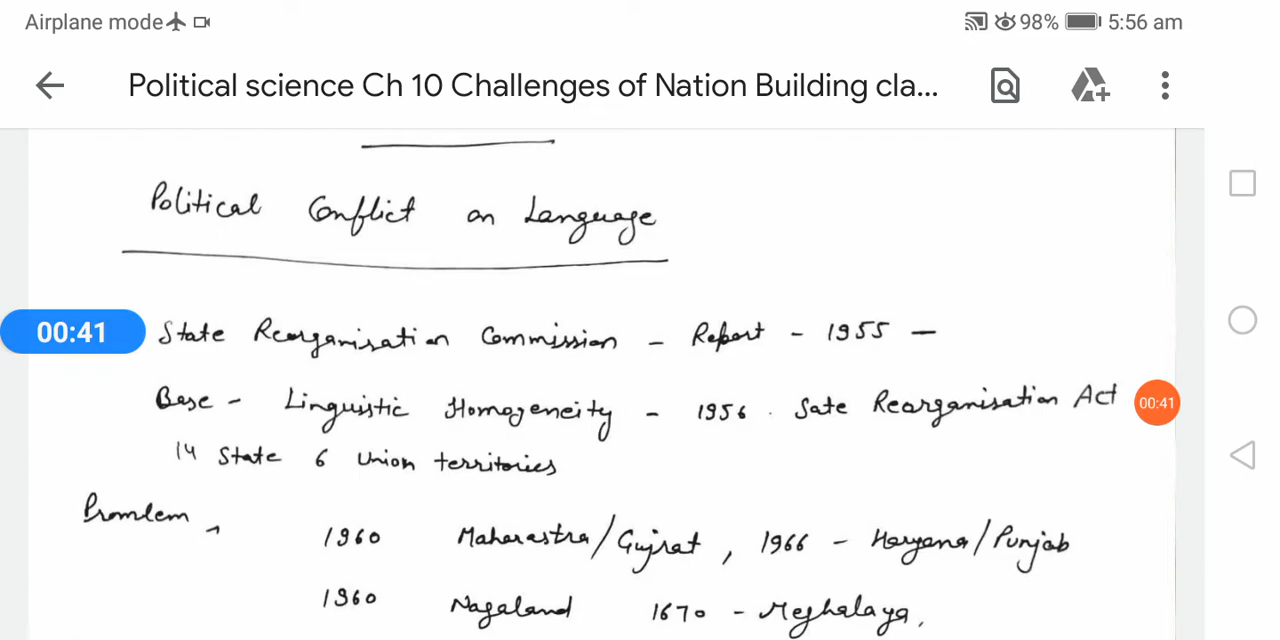 Airplane mode 98% 5:56 am
Political science Ch 10 Challenges of Nation Building cla...
Political Conflict on Language
00:41 State Reorganisation Commission - Report - 1955 -
Base - Linguistic Homogeneity - 1956. Sate Reorganisation Act 00:41
14 State 6 Union territories
Promlem
1960 Maharastra/Gujrat, 1966 - Haryana/Punjab
1960 Nagaland 1670 - Meghalaya,